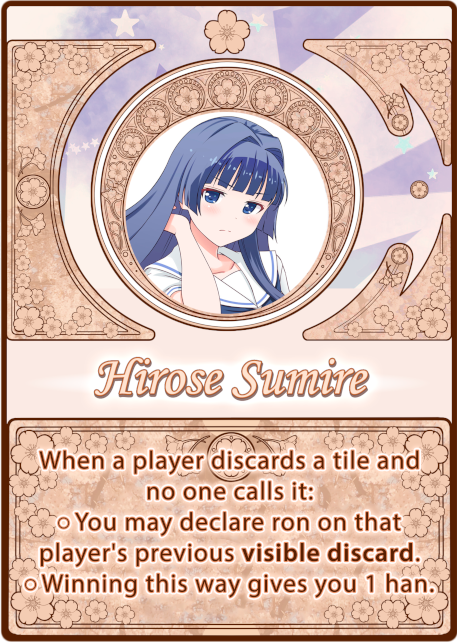 Hirose Sumire
When a player discards a tile and
no one calls it:
○ You may declare ron on that
player's previous visible discard.
○ Winning this way gives you 1 han.